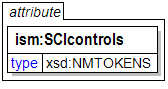 attribute
ism:SCIcontrols
type xsd:NMTOKENS